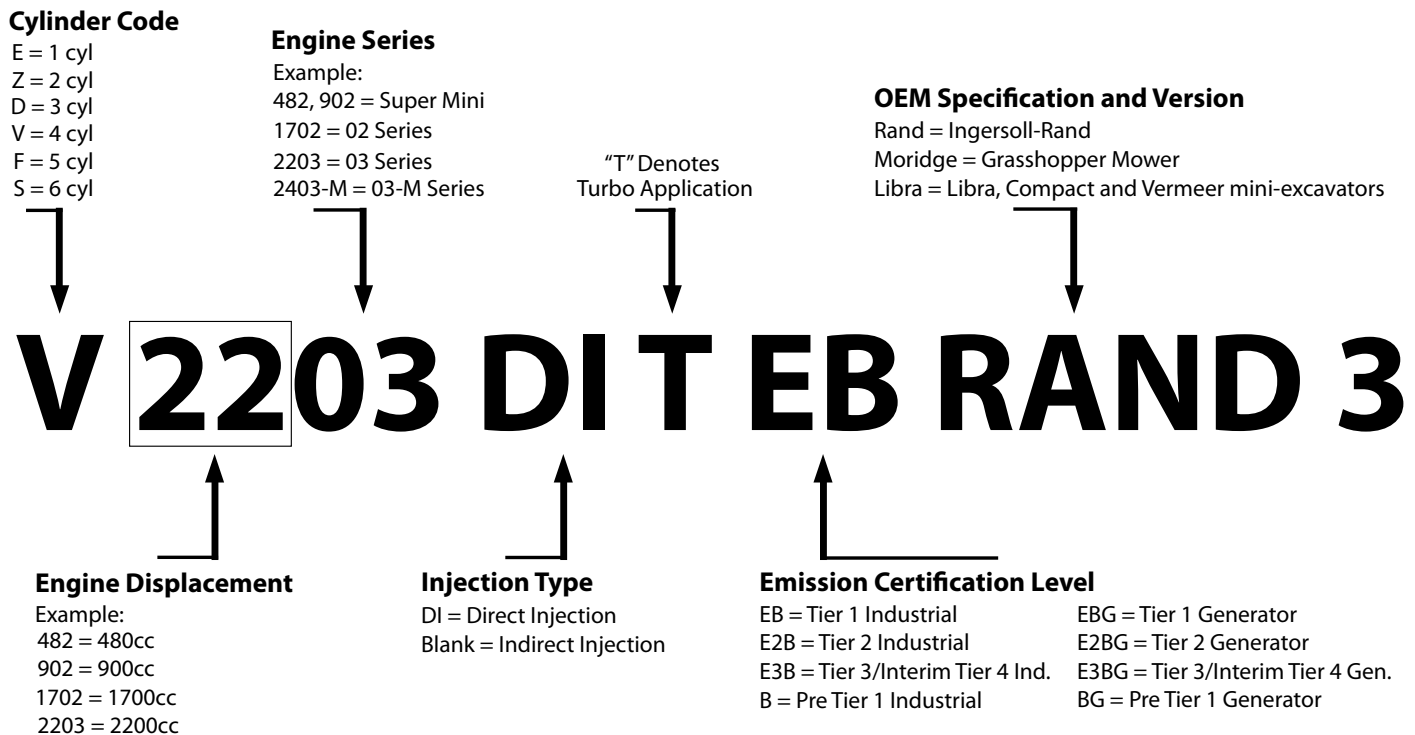 Cylinder Code
E = 1 cyl
Z = 2 cyl
D = 3 cyl
V = 4 cyl
F = 5 cyl
S = 6 cyl
Engine Series
Example:
482, 902 = Super Mini
1702 = 02 Series
2203 = 03 Series
2403-M = 03-M Series
“T” Denotes
Turbo Application
OEM Specification and Version
Rand = Ingersoll-Rand
Moridge = Grasshopper Mower
Libra = Libra, Compact and Vermeer mini-excavators
V 2203 DI T EB RAND 3
Engine Displacement
Example:
482 = 480cc
902 = 900cc
1702 = 1700cc
2203 = 2200cc
Injection Type
DI = Direct Injection
Blank = Indirect Injection
Emission Certification Level
EB = Tier 1 Industrial
E2B = Tier 2 Industrial
E3B = Tier 3/Interim Tier 4 Ind.
B = Pre Tier 1 Industrial
EBG = Tier 1 Generator
E2BG = Tier 2 Generator
E3BG = Tier 3/Interim Tier 4 Gen.
BG = Pre Tier 1 Generator